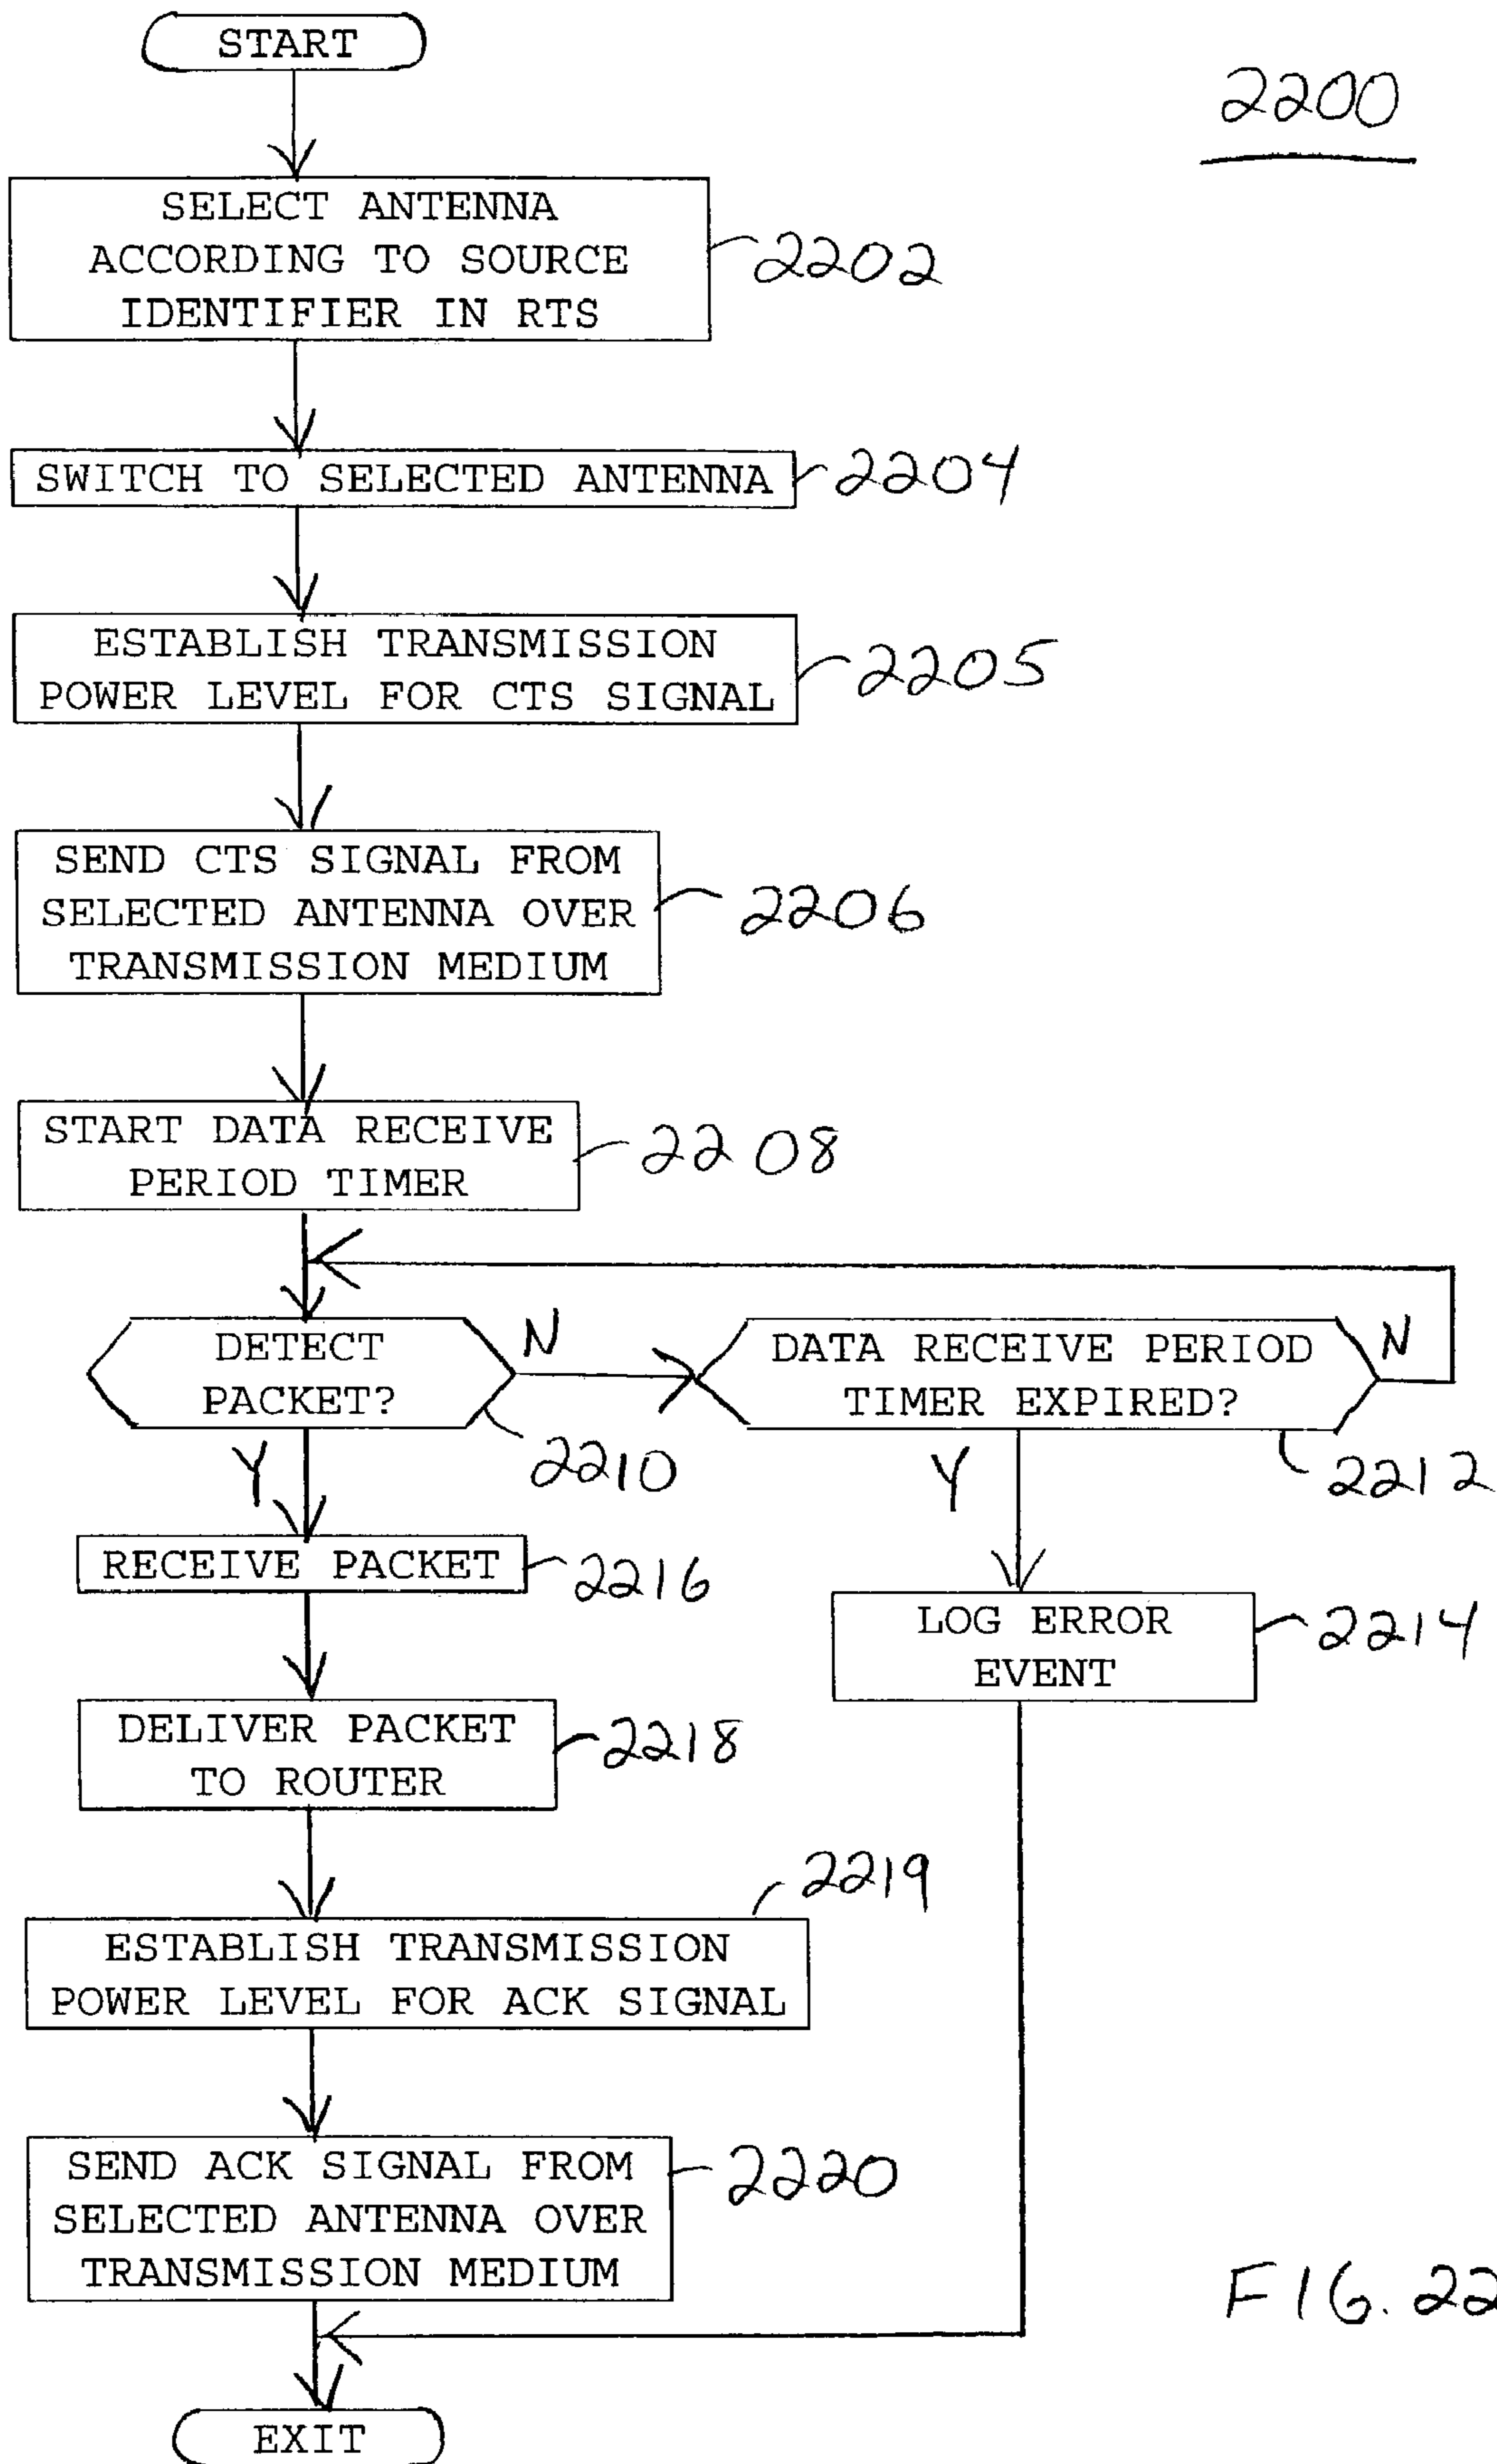 START
2200
SELECT ANTENNA
ACCORDING TO SOURCE
IDENTIFIER IN RTS
2202
SWITCH TO SELECTED ANTENNA
2204
ESTABLISH TRANSMISSION
POWER LEVEL FOR CTS SIGNAL
2205
SEND CTS SIGNAL FROM
SELECTED ANTENNA OVER
TRANSMISSION MEDIUM
2206
START DATA RECEIVE
PERIOD TIMER
2208
DETECT
PACKET?
N
2210
Y
DATA RECEIVE PERIOD
TIMER EXPIRED?
N
2212
Y
RECEIVE PACKET
2216
LOG ERROR
EVENT
2214
DELIVER PACKET
TO ROUTER
2218
2219
ESTABLISH TRANSMISSION
POWER LEVEL FOR ACK SIGNAL
SEND ACK SIGNAL FROM
SELECTED ANTENNA OVER
TRANSMISSION MEDIUM
2220
FIG. 22
EXIT